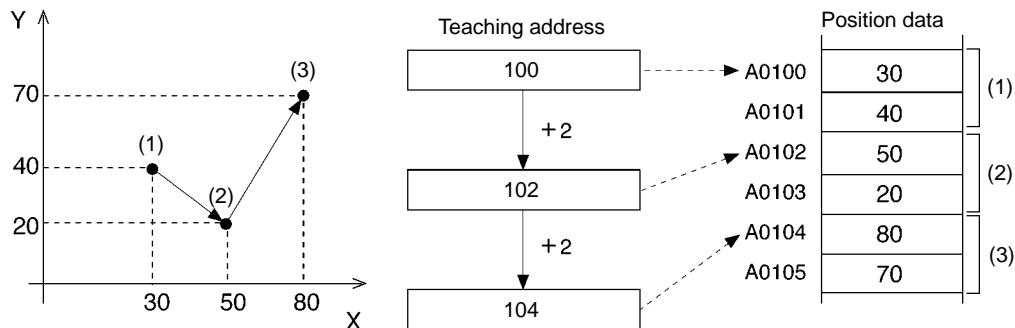 Y
70
40
20
(1)
(2)
(3)
30 50 80
X
Teaching address
100
+2
102
+2
104
Position data
A0100 30
A0101 40
(1)
A0102 50
A0103 20
(2)
A0104 80
A0105 70
(3)